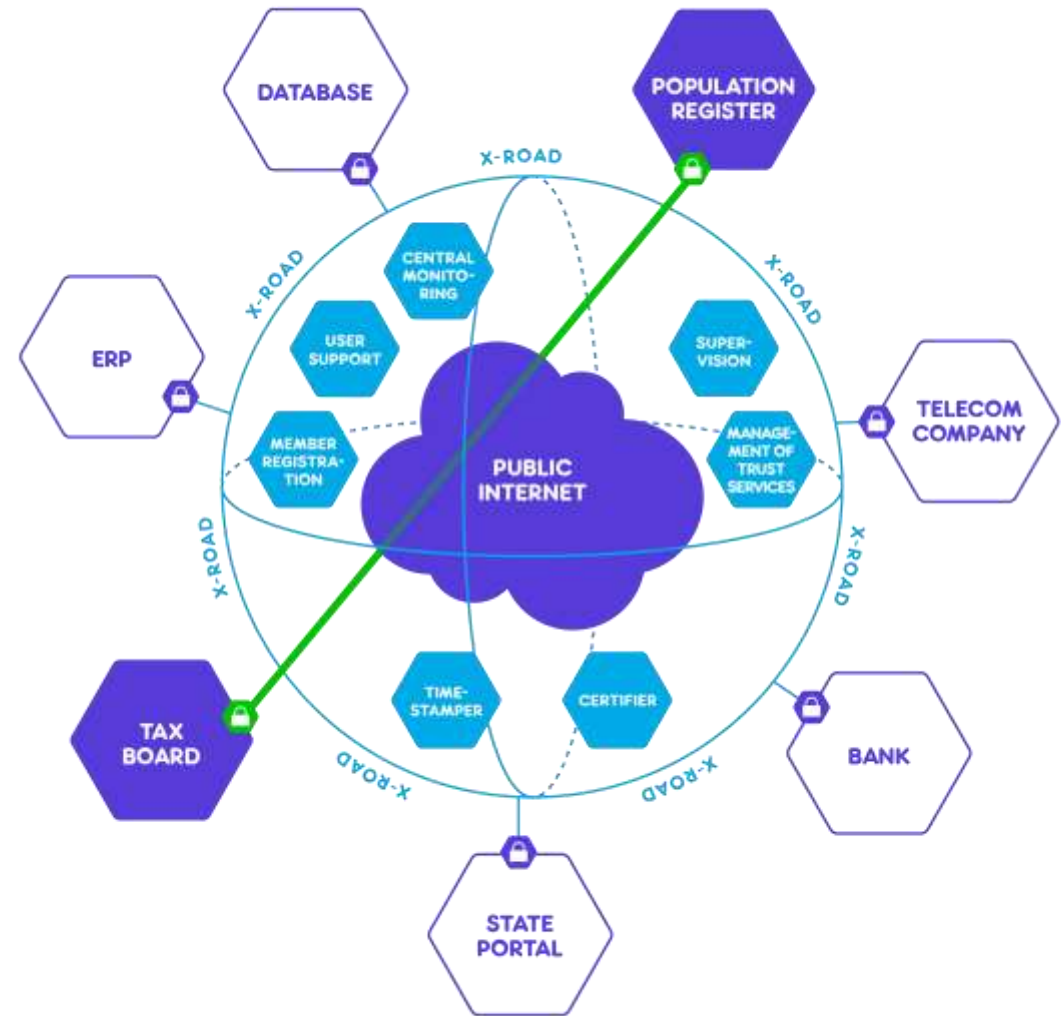 DATABASE
POPULATION
REGISTER
X-ROAD
CENTRAL
MONITO-
RING
X-ROAD
X-ROAD
USER
SUPPORT
SUPER-
VISION
ERP
TELECOM
COMPANY
MEMBER
REGISTRA-
TION
PUBLIC
INTERNET
MANAGE-
MENT OF
TRUST
SERVICES
X-ROAD
X-ROAD
TIME-
STAMPER
CERTIFIER
TAX
BOARD
BANK
X-ROAD
X-ROAD
STATE
PORTAL